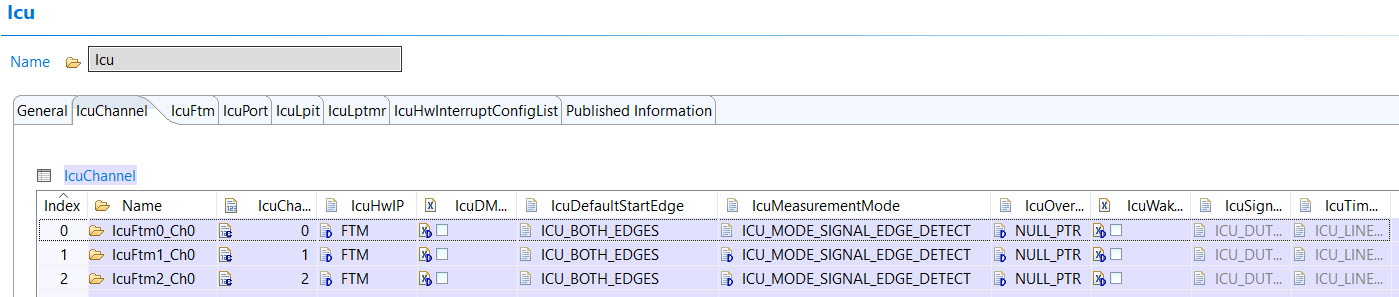 Icu
Name Icu
General IcuChannel IcuFtm IcuPort IcuLpit IcuLptmr IcuHwInterruptConfigList Published Information
IcuChannel
Index Name IcuCha... IcuHwIP IcuDM... IcuDefaultStartEdge IcuMeasurementMode IcuOver... IcuWak... IcuSign... IcuTim...
0 IcuFtm0_Ch0 0 FTM ICU_BOTH_EDGES ICU_MODE_SIGNAL_EDGE_DETECT NULL_PTR ICU_DUT... ICU_LINE...
1 IcuFtm1_Ch0 1 FTM ICU_BOTH_EDGES ICU_MODE_SIGNAL_EDGE_DETECT NULL_PTR ICU_DUT... ICU_LINE...
2 IcuFtm2_Ch0 2 FTM ICU_BOTH_EDGES ICU_MODE_SIGNAL_EDGE_DETECT NULL_PTR ICU_DUT... ICU_LINE...